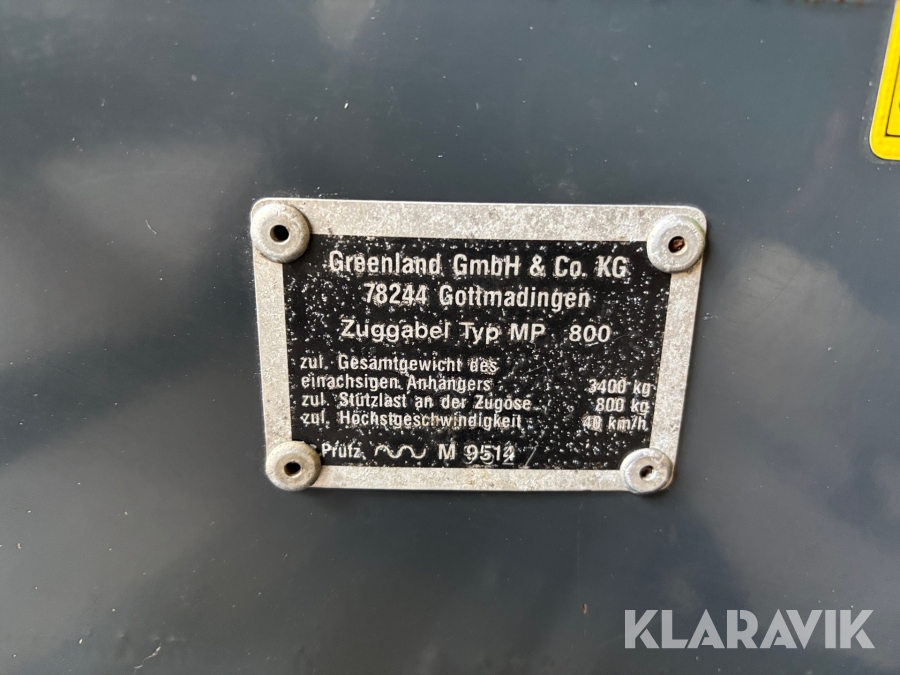 Greenland GmbH & Co. KG
78244 Gottmadingen
Zuggabel Typ MP 800
zul. Gesamtgewicht des
einachsigen Anhängers 3400 kg
zul. Stützlast an der Zugöse 800 kg
zul. Höchstgeschwindigkeit 40 km/h
Prüfz. M 9514
KLARAVIK